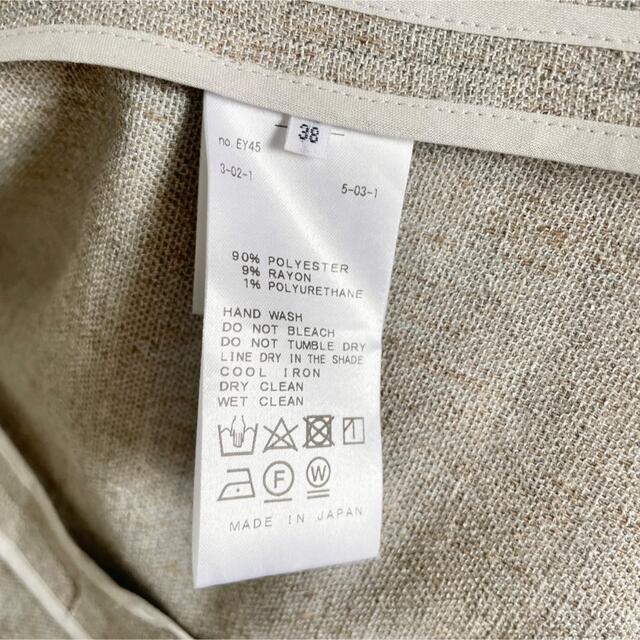 38
no. EY45
3-02-1
5-03-1
90% POLYESTER
9% RAYON
1% POLYURETHANE
HAND WASH
DO NOT BLEACH
DO NOT TUMBLE DRY
LINE DRY IN THE SHADE
COOL IRON
DRY CLEAN
WET CLEAN
F W
MADE IN JAPAN